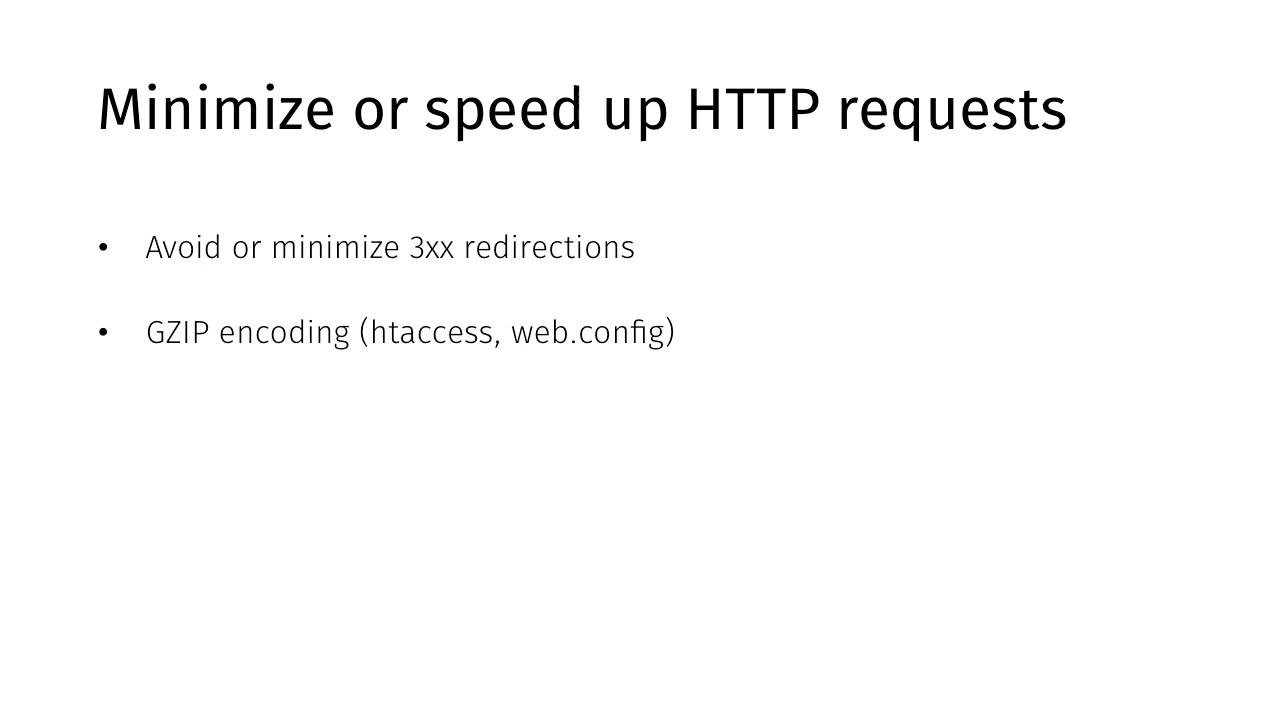 Minimize or speed up HTTP requests
• Avoid or minimize 3xx redirections
• GZIP encoding (htaccess, web.config)